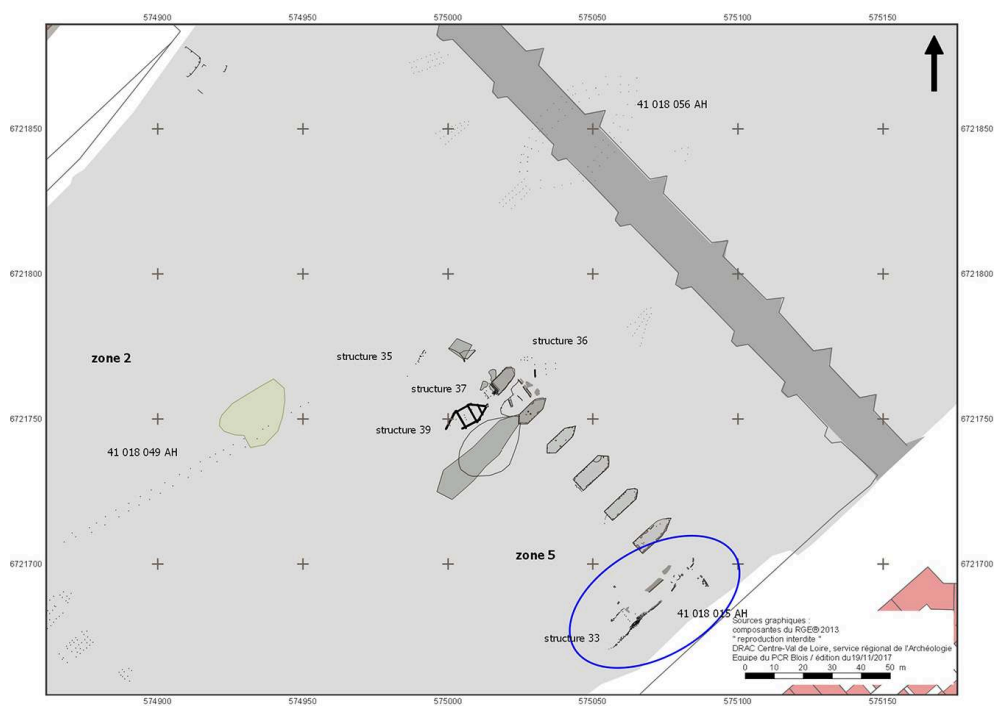 574900 574950 575000 575050 575100 575150
41 018 056 AH
6721850 6721850
6721800 6721800
structure 36
zone 2
structure 35
structure 37
6721750 6721750
structure 39
41 018 049 AH
zone 5
6721700 6721700
41 018 015 AH
structure 33
Sources graphiques :
composantes du RGE®2013
" reproduction interdite "
DRAC Centre-Val de Loire, service régional de l'Archéologie
Equipe du PCR Blois / édition du19/11/2017
0 10 20 30 40 50 m
574900 574950 575000 575050 575100 575150